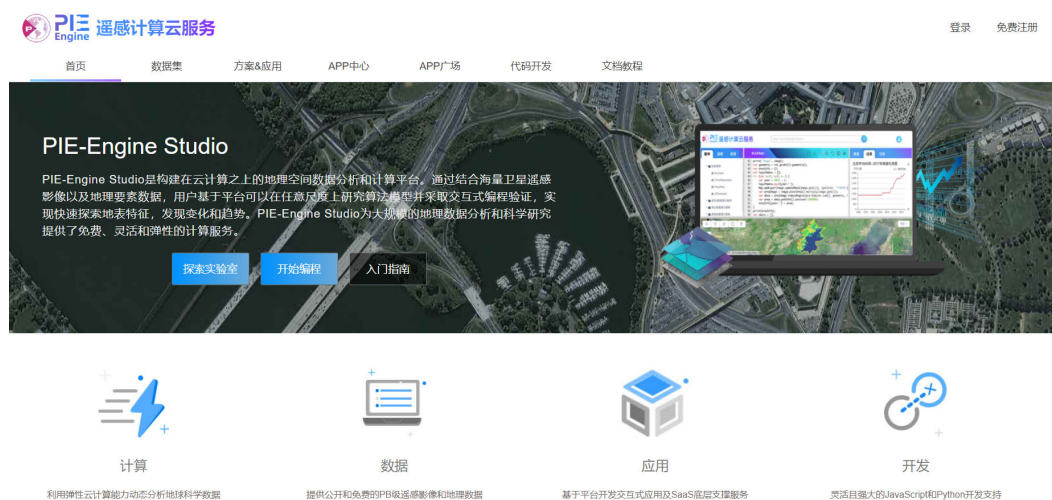 PIE
Engine 遥感计算云服务
登录 免费注册
首页 数据集 方案&应用 APP中心 APP广场 代码开发 文档教程
PIE-Engine Studio
PIE-Engine Studio是构建在云计算之上的地理空间数据分析和计算平台。通过结合海量卫星遥感
影像以及地理要素数据，用户基于平台可以在任意尺度上研究算法模型并采取交互式编程验证，实
现快速探索地表特征，发现变化和趋势。PIE-Engine Studio为大规模的地理数据分析和科学研究
提供了免费、灵活和弹性的计算服务。
探索实验室 开始编程 入门指南
计算 数据 应用 开发
利用弹性云计算能力动态分析地球科学数据 提供公开和免费的PB级遥感影像和地理数据 基于平台开发交互式应用及SaaS底层支撑服务 灵活且强大的JavaScript和Python开发支持